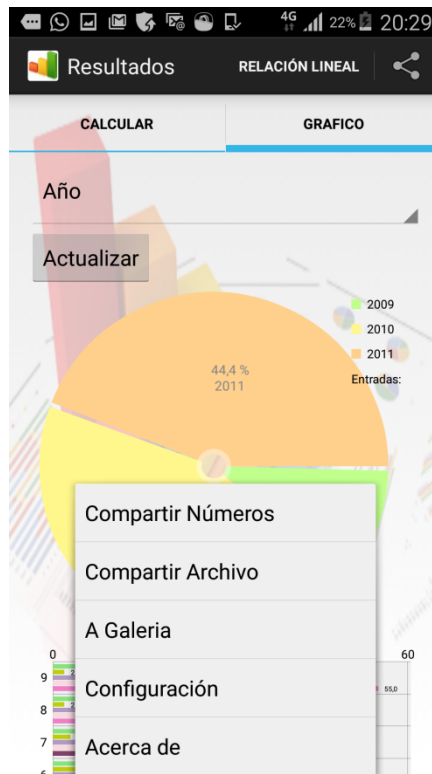 4G 22% 20:29
Resultados RELACIÓN LINEAL
CALCULAR GRAFICO
Año
Actualizar
2009
2010
2011
Entradas:
44,4 %
2011
Compartir Números
Compartir Archivo
A Galeria
Configuración
Acerca de
0 60
9
55,0
8
7
6